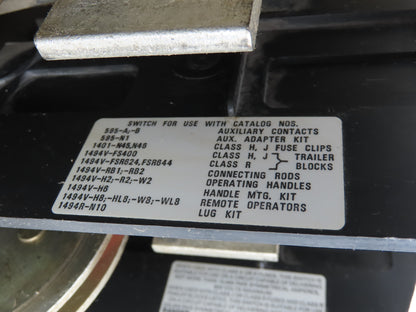 SWITCH FOR USE WITH CATALOG NOS.
595-A,-B AUXILIARY CONTACTS
595-N1 AUX. ADAPTER KIT
1401-N45,N46 CLASS H, J FUSE CLIPS
1494V-FS400 CLASS H, J TRAILER
1494V-FSR624,FSR644 CLASS R BLOCKS
1494V-RB1,-RB2 CONNECTING RODS
1494V-H2,-R2,-W2 OPERATING HANDLES
1494V-H6 HANDLE MTG. KIT
1494V-H8,-HL8,-W8,-WL8 REMOTE OPERATORS
1494R-N10 LUG KIT